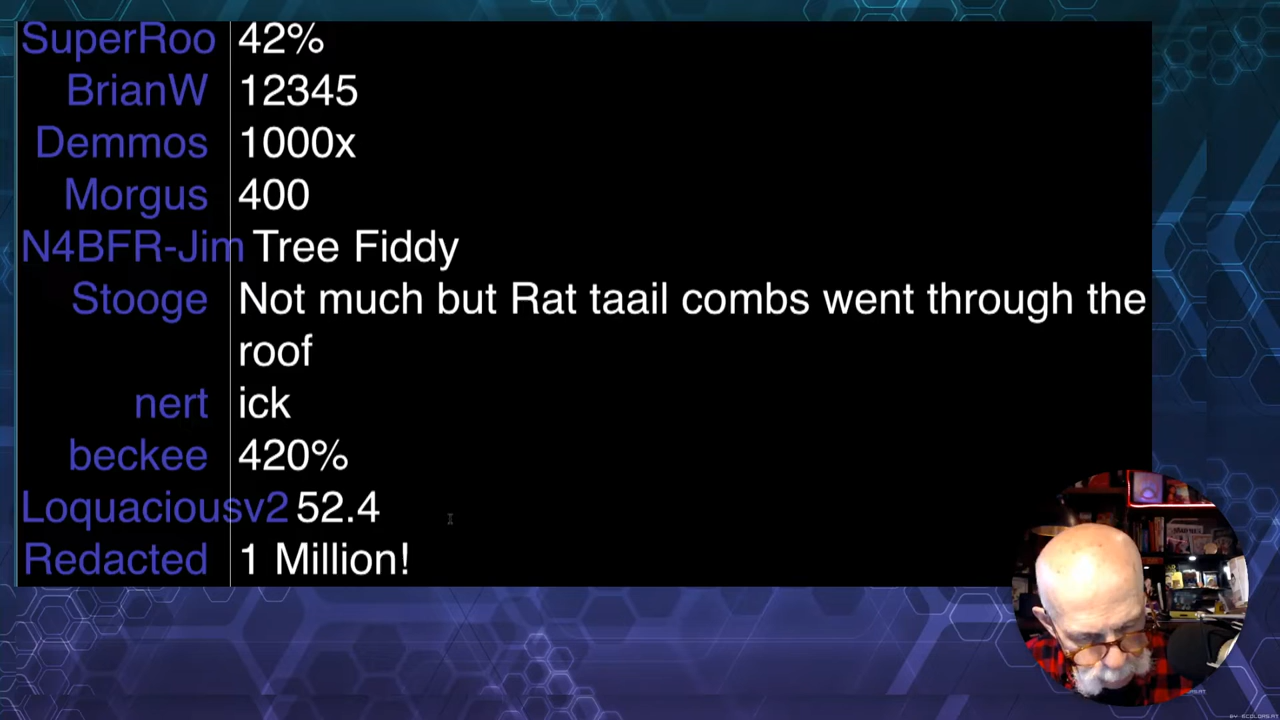 SuperRoo 42%
BrianW 12345
Demmos 1000x
Morgus 400
N4BFR-Jim Tree Fiddy
Stooge Not much but Rat taail combs went through the
roof
nert ick
beckee 420%
Loquaciousv2 52.4
Redacted 1 Million!